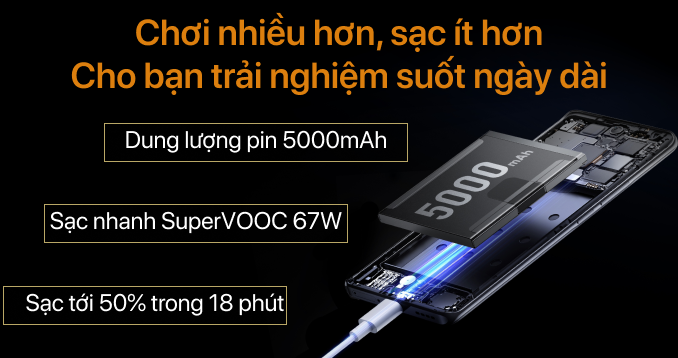 Chơi nhiều hơn, sạc ít hơn
Cho bạn trải nghiệm suốt ngày dài
Dung lượng pin 5000mAh
5000 mAh
Sạc nhanh SuperVOOC 67W
Sạc tới 50% trong 18 phút